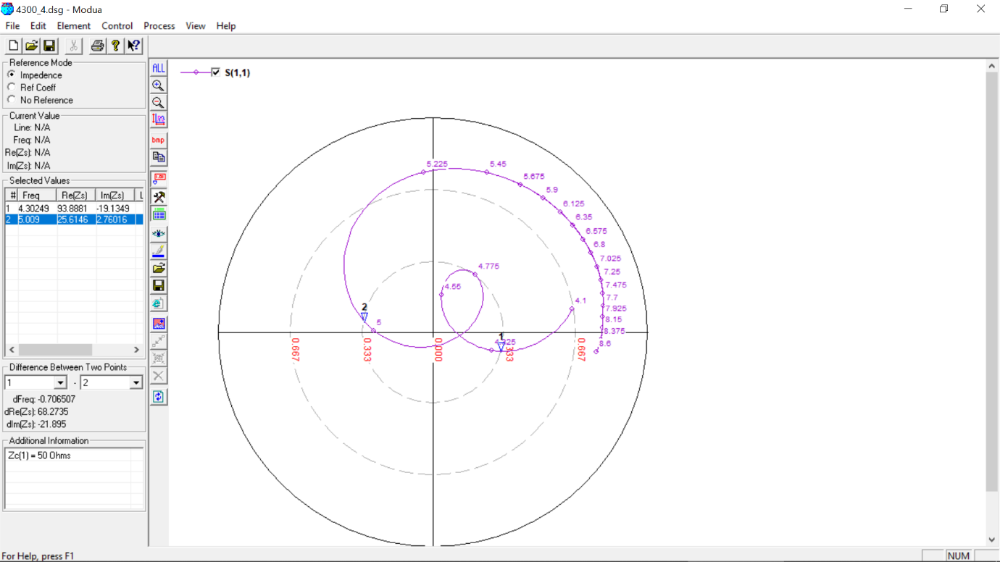 4300_4.dsg - Modua
File Edit Element Control Process View Help
Reference Mode
Impedence
Ref Coeff
No Reference
Current Value
Line: N/A
Freq: N/A
Re(Zs): N/A
Im(Zs): N/A
Selected Values
# Freq Re(Zs) Im(Zs) L
1 4.30249 93.8881 -19.1349
2 5.009 25.6146 2.76016
Difference Between Two Points
1 - 2
dFreq: -0.706507
dRe(Zs): 68.2735
dIm(Zs): -21.895
Additional Information
Zc(1) = 50 Ohms
ALL
bmp
S(1,1)
5.225
5.45
5.675
5.9
6.125
6.35
6.575
6.8
7.025
7.25
7.475
7.7
7.925
8.15
8.375
8.6
4.775
4.55
4.1
2
5
1
4.325
0.667
0.333
0.000
0.667
For Help, press F1
NUM